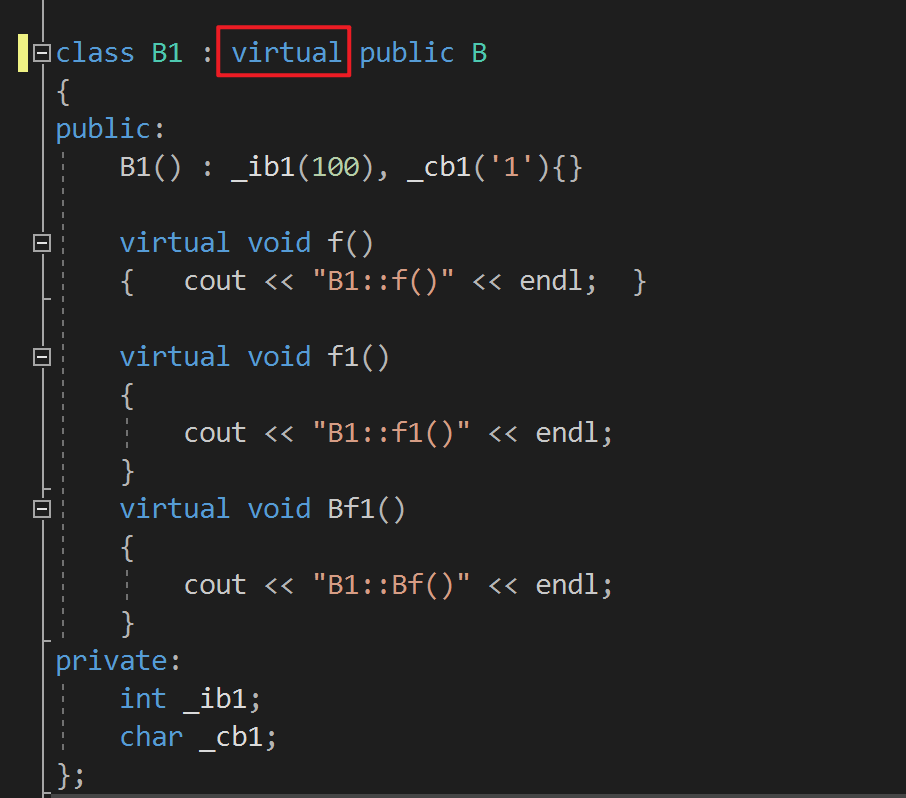 class B1 : virtual public B
{
public:
    B1() : _ib1(100), _cb1('1'){}
    virtual void f()
    {   cout << "B1::f()" << endl;  }
    virtual void f1()
    {
        cout << "B1::f1()" << endl;
    }
    virtual void Bf1()
    {
        cout << "B1::Bf()" << endl;
    }
private:
    int _ib1;
    char _cb1;
};